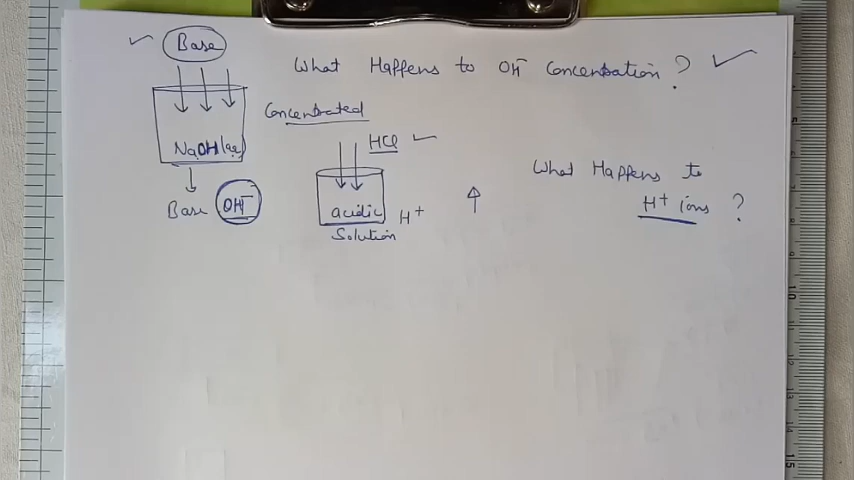 Base
What Happens to OH⁻ Concentration ?
Concentrated
NaOH(aq)
HCl
What Happens to
H⁺ ions ?
Base OH⁻
acidic H⁺
Solution